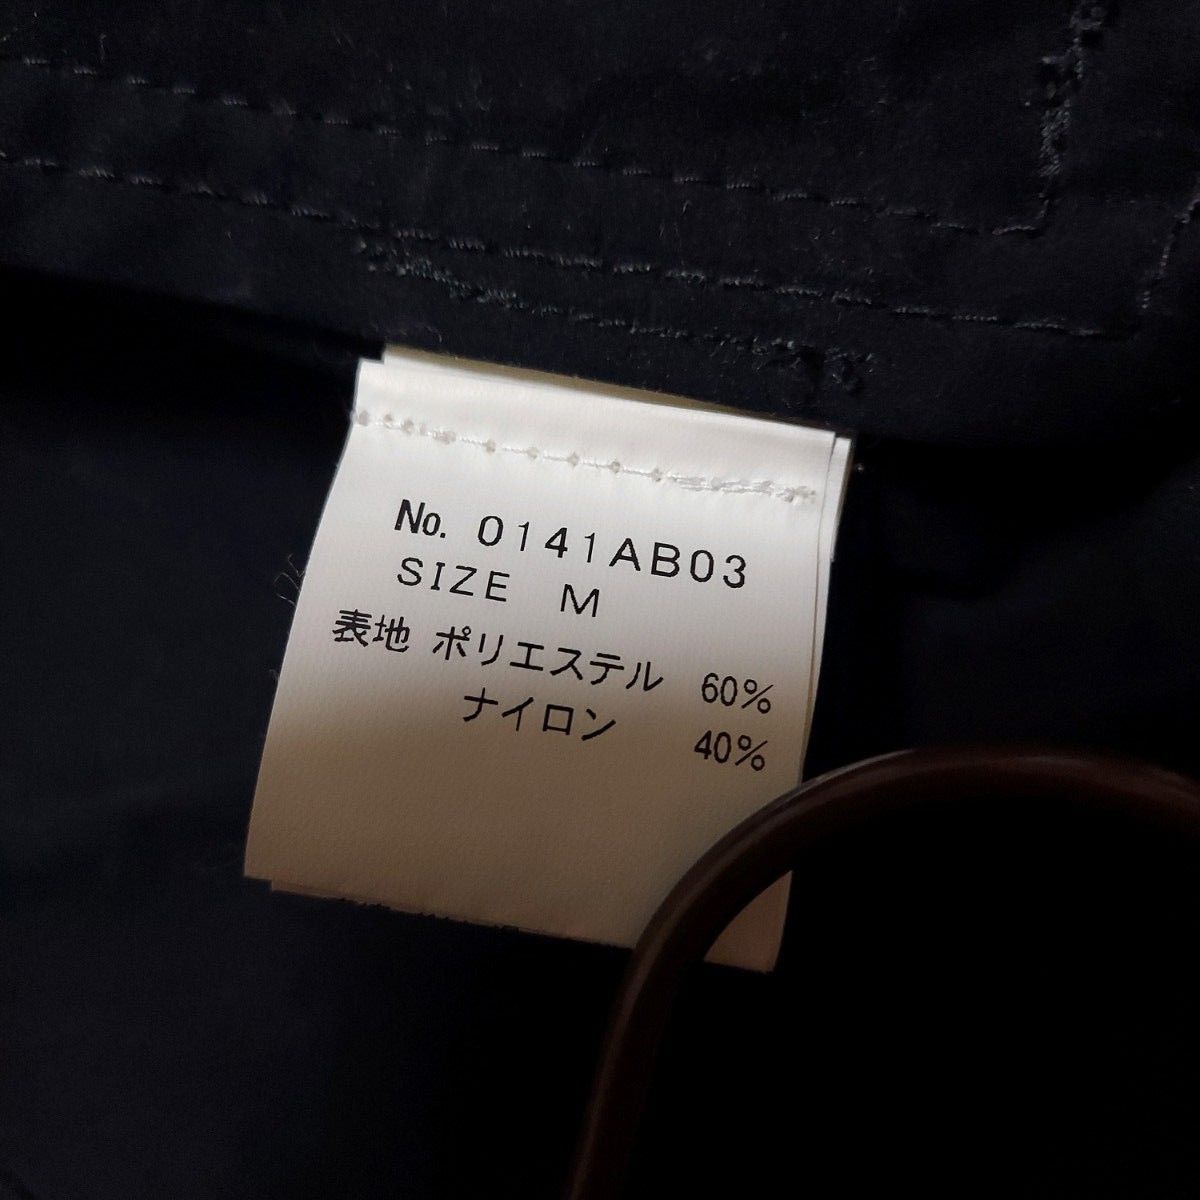 No. 0141AB03
SIZE M
表地 ポリエステル 60%
ナイロン 40%